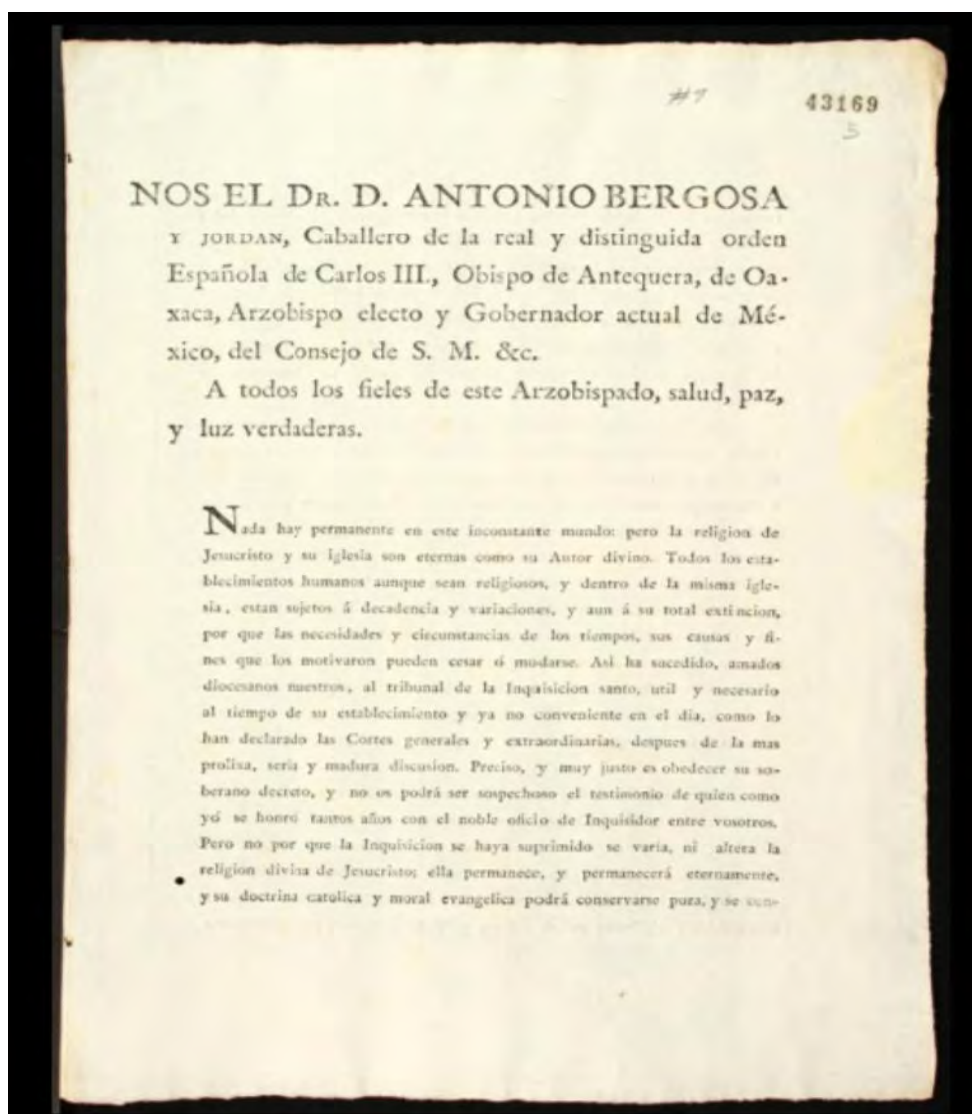 #7
43169
5
NOS EL DR. D. ANTONIO BERGOSA
Y JORDAN, Caballero de la real y distinguida orden
Española de Carlos III., Obispo de Antequera, de Oa-
xaca, Arzobispo electo y Gobernador actual de Mé-
xico, del Consejo de S. M. &c.
A todos los fieles de este Arzobispado, salud, paz,
y luz verdaderas.
Nada hay permanente en este inconstante mundo: pero la religion de
Jesucristo y su iglesia son eternas como su Autor divino. Todos los esta-
blecimientos humanos aunque sean religiosos, y dentro de la misma igle-
sia, estan sujetos á decadencia y variaciones, y aun á su total extincion,
por que las necesidades y circunstancias de los tiempos, sus causas y fi-
nes que los motivaron pueden cesar ó mudarse. Asi ha sucedido, amados
diocesanos nuestros, al tribunal de la Inquisicion santo, util y necesario
al tiempo de su establecimiento y ya no conveniente en el dia, como lo
han declarado las Cortes generales y extraordinarias, despues de la mas
prolixa, seria y madura discusion. Preciso, y muy justo es obedecer su so-
berano decreto, y no os podrá ser sospechoso el testimonio de quien como
yó se honró tantos años con el noble oficio de Inquisidor entre vosotros.
Pero no por que la Inquisicion se haya suprimido se varia, ni altera la
religion divina de Jesucristo; ella permanece, y permanecerá eternamente,
y su doctrina catolica y moral evangelica podrá conservarse pura, y se con-